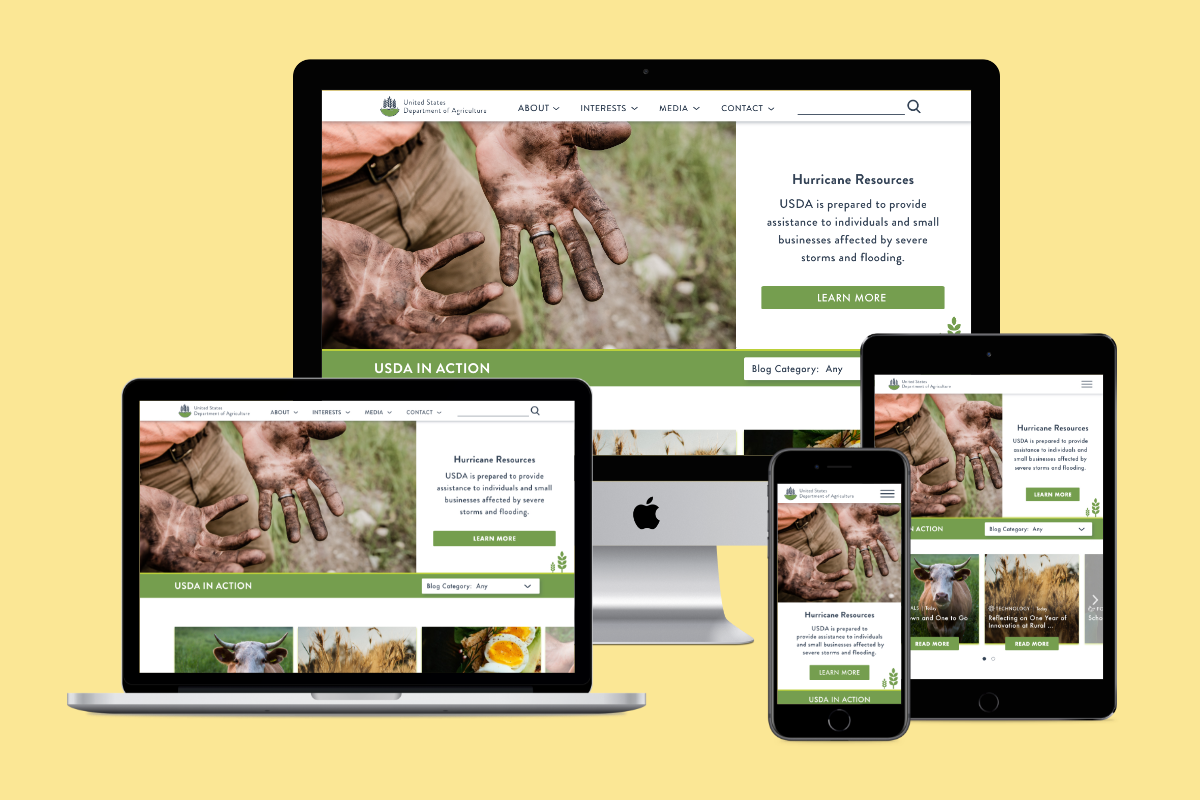 United States
Department of Agriculture
ABOUT INTERESTS MEDIA CONTACT
Hurricane Resources
USDA is prepared to provide
assistance to individuals and small
businesses affected by severe
storms and flooding.
LEARN MORE
USDA IN ACTION
Blog Category: Any
United States
Department of Agriculture
ABOUT INTERESTS MEDIA CONTACT
Hurricane Resources
USDA is prepared to provide
assistance to individuals and small
businesses affected by severe
storms and flooding.
LEARN MORE
USDA IN ACTION
Blog Category: Any
United States
Department of Agriculture
Hurricane Resources
USDA is prepared to
provide assistance to individuals
and small businesses affected by
severe storms and flooding.
LEARN MORE
USDA IN ACTION
United States
Department of Agriculture
Hurricane Resources
USDA is prepared to provide
assistance to individuals and
small businesses affected by
severe storms and flooding.
LEARN MORE
N ACTION
Blog Category: Any
ALS | Today
wn and One to Go
READ MORE
TECHNOLOGY | Today
Reflecting on One Year of
Innovation at Rural ...
READ MORE
FO
Scho